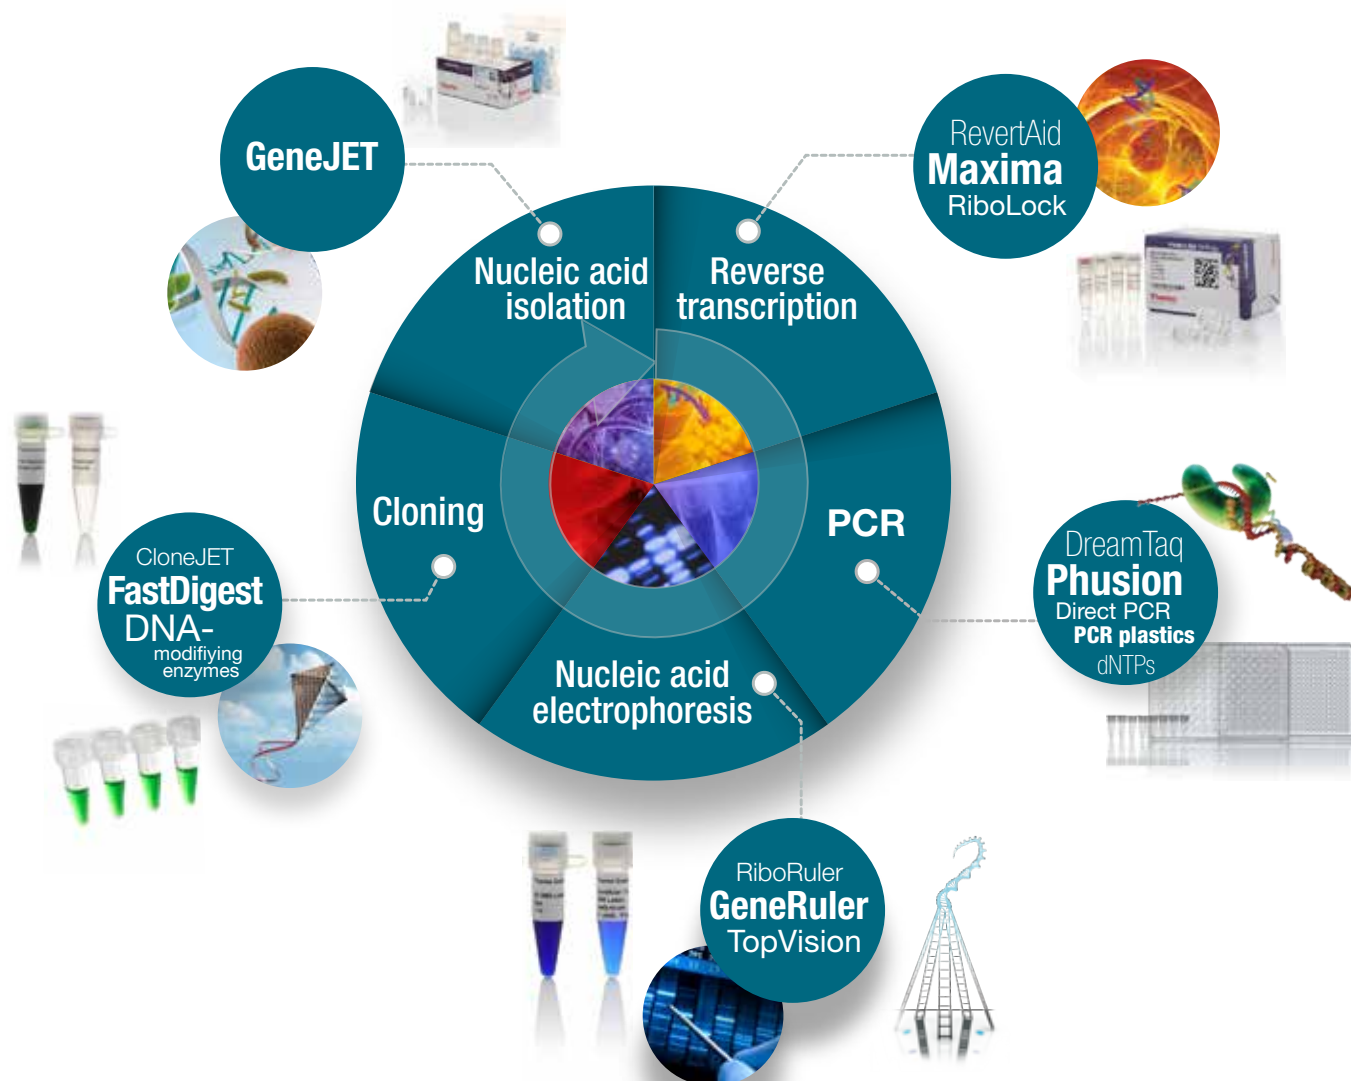 GeneJET
RevertAid
Maxima
RiboLock
Nucleic acid
isolation
Reverse
transcription
Cloning
PCR
CloneJET
FastDigest
DNA-
modifiying
enzymes
DreamTaq
Phusion
Direct PCR
PCR plastics
dNTPs
Nucleic acid
electrophoresis
RiboRuler
GeneRuler
TopVision